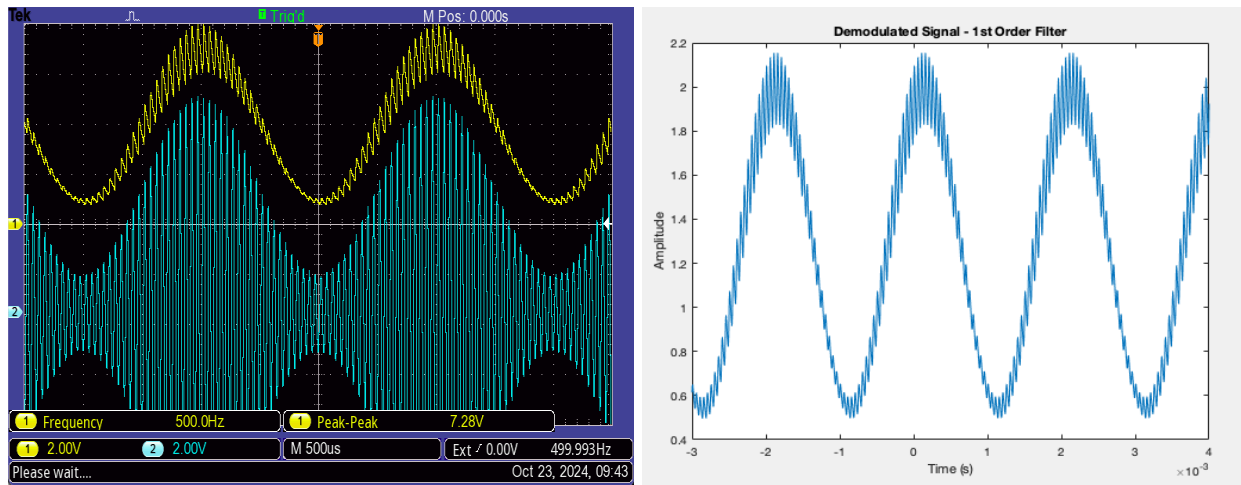 Tek Trig'd M Pos: 0.000s
T
T
1
2
1 Frequency 500.0Hz 1 Peak-Peak 7.28V
1 2.00V 2 2.00V M 500us Ext 0.00V 499.993Hz
Please wait.... Oct 23, 2024, 09:43
Demodulated Signal - 1st Order Filter
2.2
2
1.8
1.6
1.4
1.2
1
0.8
0.6
0.4
Amplitude
-3 -2 -1 0 1 2 3 4
Time (s)
×10⁻³